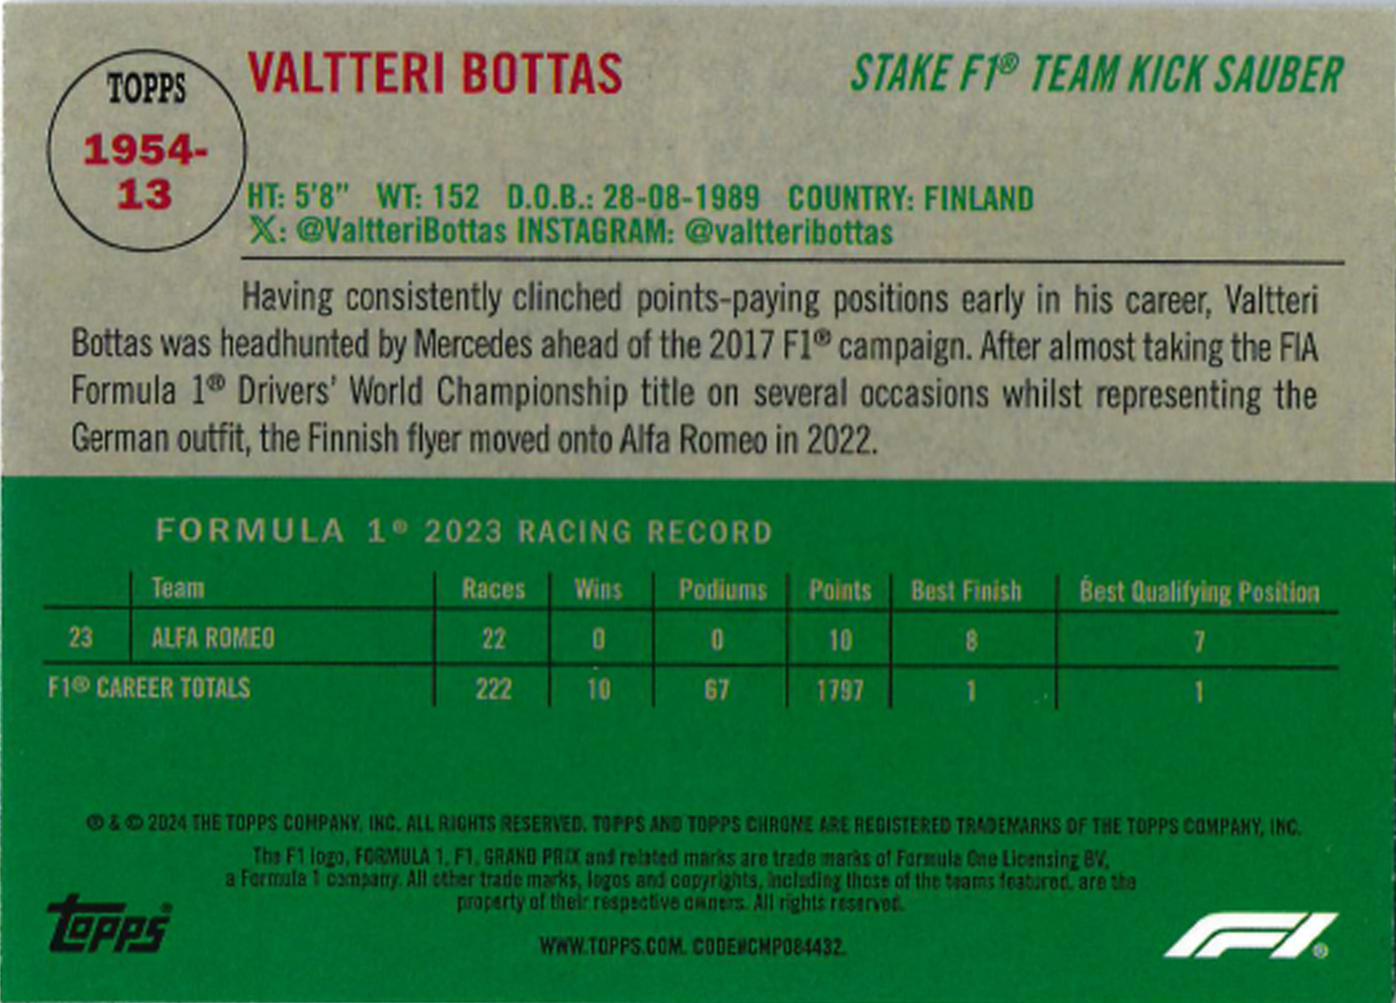 TOPPS
1954-
13
VALTTERI BOTTAS
STAKE F1® TEAM KICK SAUBER
HT: 5'8" WT: 152 D.O.B.: 28-08-1989 COUNTRY: FINLAND
𝕏: @ValtteriBottas INSTAGRAM: @valtteribottas
Having consistently clinched points-paying positions early in his career, Valtteri
Bottas was headhunted by Mercedes ahead of the 2017 F1® campaign. After almost taking the FIA
Formula 1® Drivers' World Championship title on several occasions whilst representing the
German outfit, the Finnish flyer moved onto Alfa Romeo in 2022.
FORMULA 1® 2023 RACING RECORD
Team Races Wins Podiums Points Best Finish Best Qualifying Position
23 ALFA ROMEO 22 0 0 10 8 7
F1® CAREER TOTALS 222 10 67 1797 1 1
® & © 2024 THE TOPPS COMPANY, INC. ALL RIGHTS RESERVED. TOPPS AND TOPPS CHROME ARE REGISTERED TRADEMARKS OF THE TOPPS COMPANY, INC.
The F1 logo, FORMULA 1, F1, GRAND PRIX and related marks are trade marks of Formula One Licensing BV,
a Formula 1 company. All other trade marks, logos and copyrights, including those of the teams featured, are the
property of their respective owners. All rights reserved.
WWW.TOPPS.COM. CODE#CMP084432.
topps®
F1®